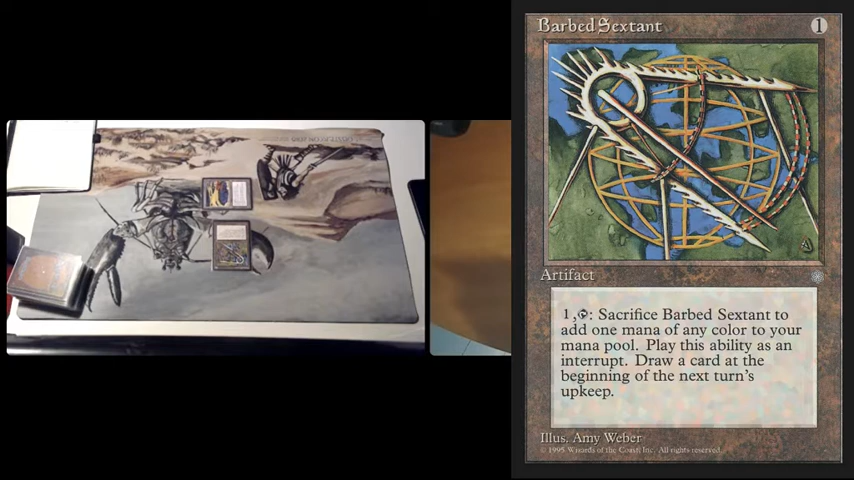 Barbed Sextant 1
Artifact
1,T: Sacrifice Barbed Sextant to
add one mana of any color to your
mana pool. Play this ability as an
interrupt. Draw a card at the
beginning of the next turn's
upkeep.
Illus. Amy Weber
© 1995 Wizards of the Coast, Inc. All rights reserved.